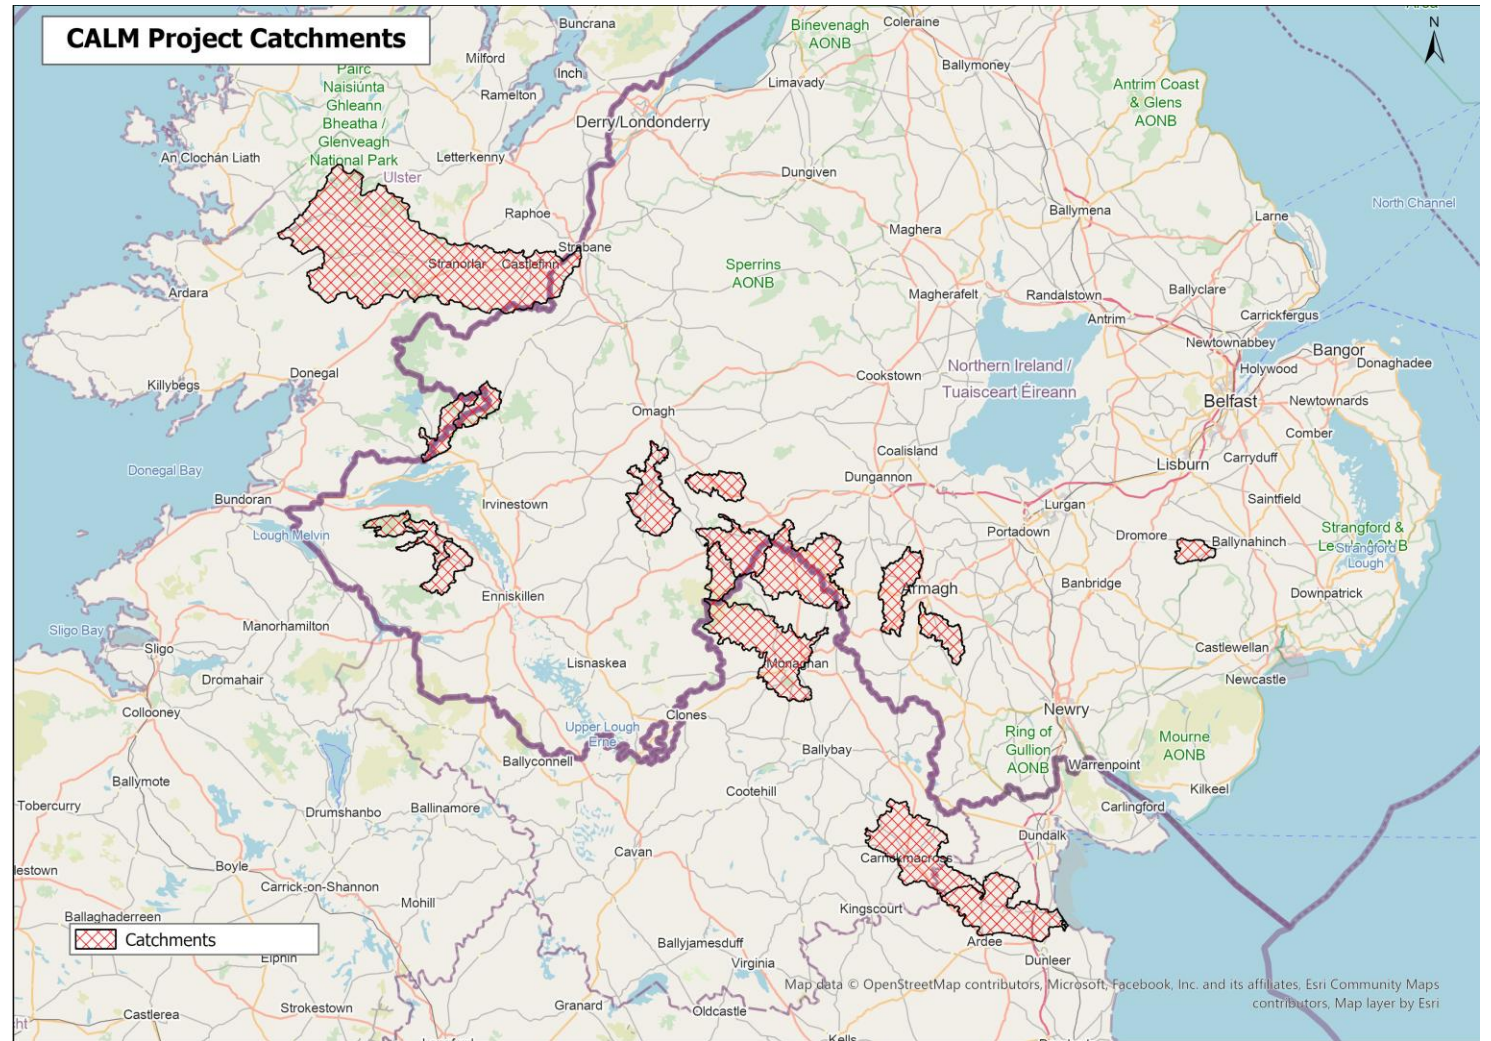 CALM Project Catchments
N
Buncrana
Binevenagh
AONB
Coleraine
Milford
Inch
Ballymoney
Limavady
Pairc
Naisiúnta
Ghleann
Bheatha /
Glenveagh
National Park
Ramelton
Antrim Coast
& Glens
AONB
Derry/Londonderry
An Clochán Liath
Letterkenny
Ulster
Dungiven
North Channel
Raphoe
Ballymena
Larne
Maghera
Strabane
Stranorlar
Castlefinn
Sperrins
AONB
Ardara
Magherafelt
Randalstown
Ballyclare
Antrim
Carrickfergus
Newtownabbey
Bangor
Donaghadee
Holywood
Killybegs
Donegal
Cookstown
Northern Ireland /
Tuaisceart Éireann
Belfast
Newtownards
Omagh
Comber
Coalisland
Carryduff
Lisburn
Donegal Bay
Dungannon
Bundoran
Irvinestown
Lurgan
Saintfield
Portadown
Lough Melvin
Dromore
Ballynahinch
Strangford &
Strangford
Lough
Banbridge
Armagh
Enniskillen
Downpatrick
Manorhamilton
Sligo Bay
Sligo
Castlewellan
Lisnaskea
Monaghan
Dromahair
Newcastle
Collooney
Clones
Newry
Upper Lough
Erne
Ring of
Gullion
AONB
Mourne
AONB
Ballyconnell
Ballybay
Warrenpoint
Ballymote
Cootehill
Kilkeel
Tobercurry
Drumshanbo
Ballinamore
Carlingford
Dundalk
Cavan
Carrickmacross
Boyle
lestown
Carrick-on-Shannon
Mohill
Kingscourt
Ballaghaderreen
Catchments
Ballyjamesduff
Ardee
Elphin
Virginia
Dunleer
Map data © OpenStreetMap contributors, Microsoft, Facebook, Inc. and its affiliates, Esri Community Maps
contributors, Map layer by Esri
Strokestown
Granard
Oldcastle
Castlerea
Kells